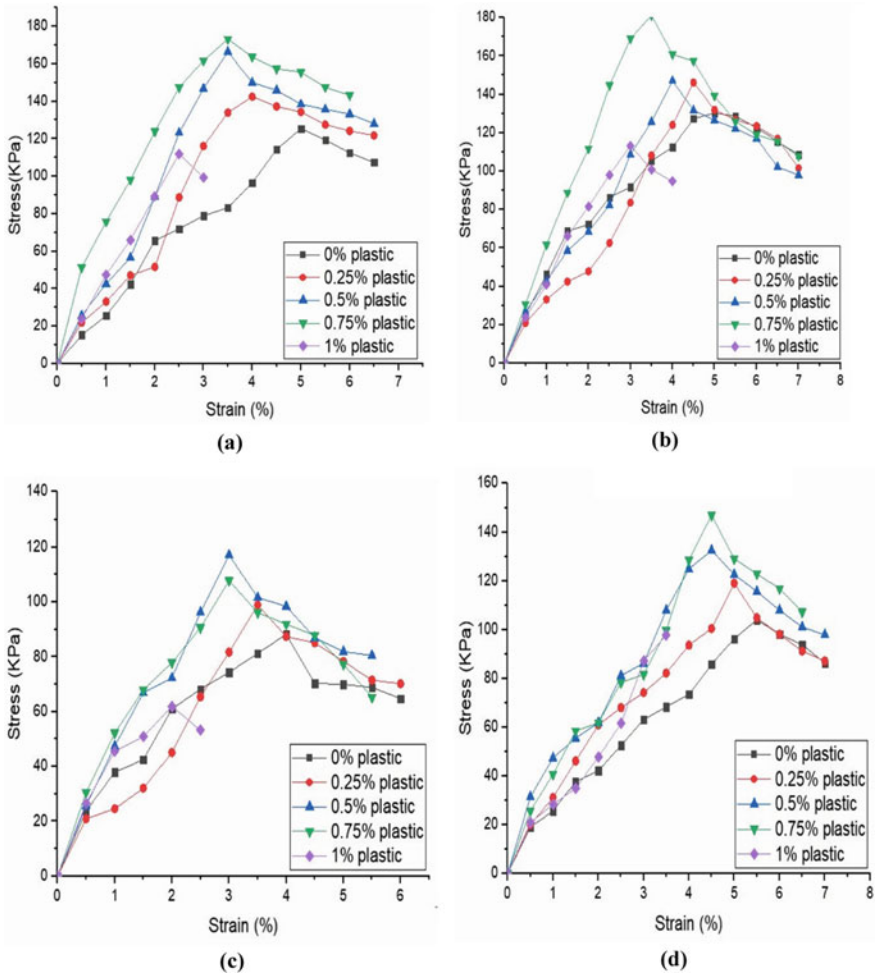 180
160
140
120
100
80
60
40
20
0
Stress(KPa)
0% plastic
0.25% plastic
0.5% plastic
0.75% plastic
1% plastic
0 1 2 3 4 5 6 7
Strain (%)
(a)
180
160
140
120
100
80
60
40
20
0
Stress(KPa)
0% plastic
0.25% plastic
0.5% plastic
0.75% plastic
1% plastic
0 1 2 3 4 5 6 7 8
Strain (%)
(b)
140
120
100
80
60
40
20
0
Stress (KPa)
0% plastic
0.25% plastic
0.5% plastic
0.75% plastic
1% plastic
0 1 2 3 4 5 6
Strain (%)
(c)
160
140
120
100
80
60
40
20
0
Stress (KPa)
0% plastic
0.25% plastic
0.5% plastic
0.75% plastic
1% plastic
0 1 2 3 4 5 6 7 8
Strain (%)
(d)